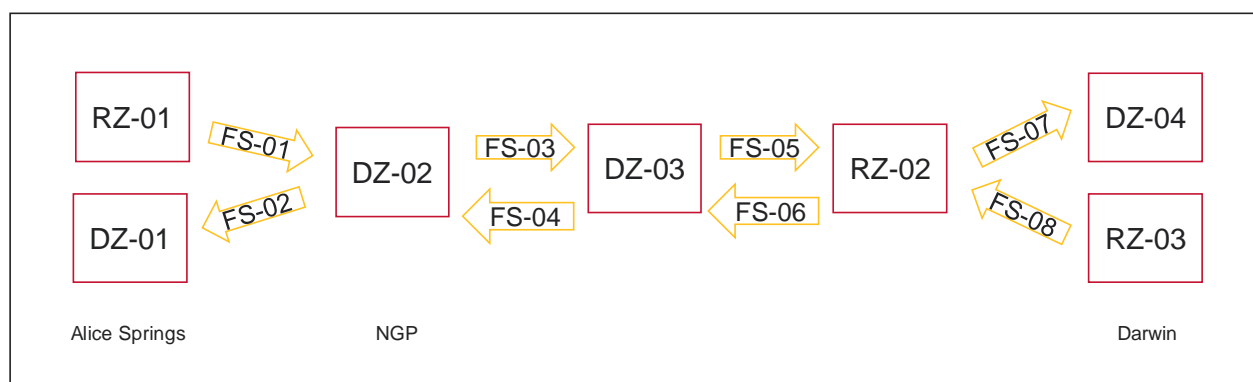 RZ-01
DZ-01
FS-01
FS-02
DZ-02
FS-03
FS-04
DZ-03
FS-05
FS-06
RZ-02
FS-07
FS-08
DZ-04
RZ-03
Alice Springs
NGP
Darwin